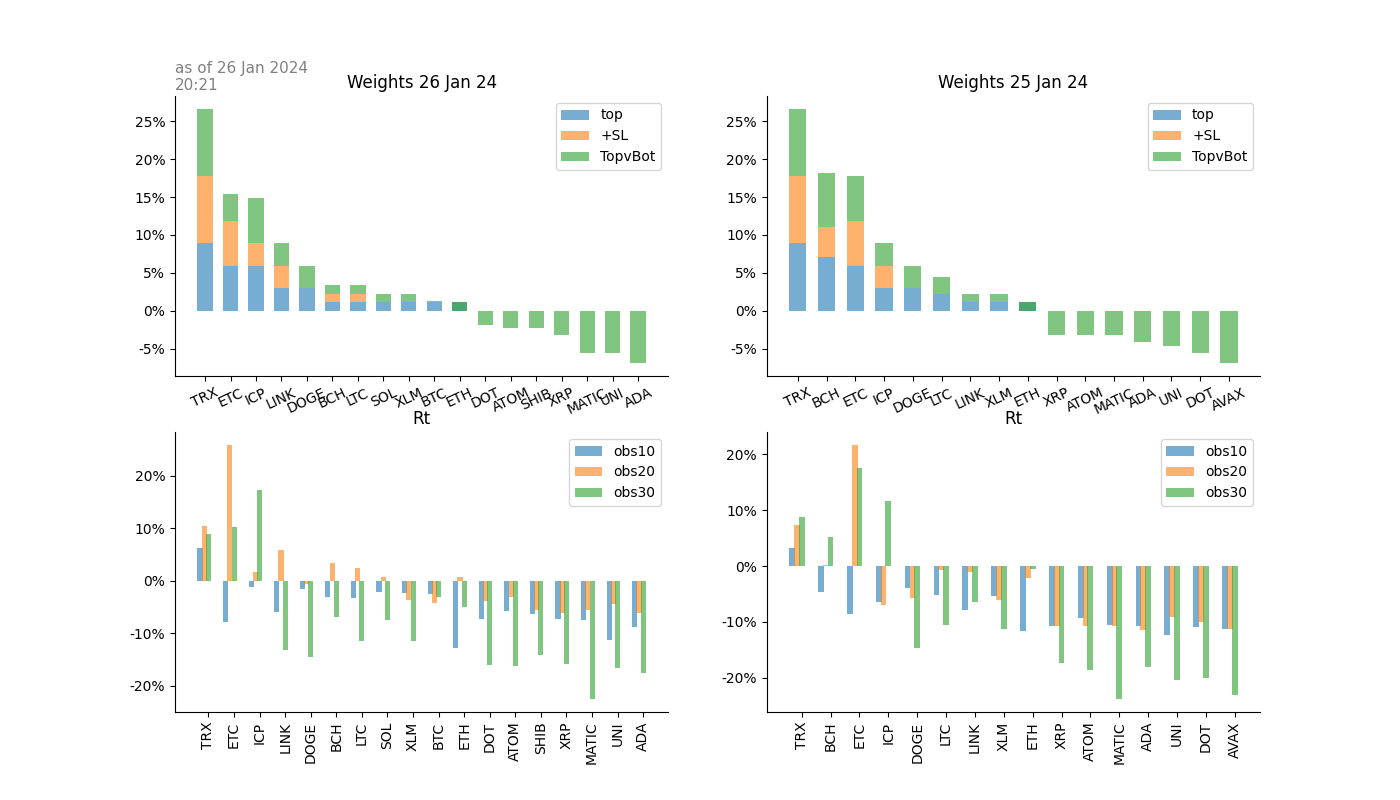 as of 26 Jan 2024
20:21
Weights 26 Jan 24
25%
20%
15%
10%
5%
0%
-5%
top
+SL
TopvBot
TRX ETC ICP LINK DOGE BCH LTC SOL XLM BTC ETH DOT ATOM SHIB XRP MATIC UNI ADA
Weights 25 Jan 24
25%
20%
15%
10%
5%
0%
-5%
top
+SL
TopvBot
TRX BCH ETC ICP DOGE LTC LINK XLM ETH XRP ATOM MATIC ADA UNI DOT AVAX
Rt
20%
10%
0%
-10%
-20%
obs10
obs20
obs30
TRX ETC ICP LINK DOGE BCH LTC SOL XLM BTC ETH DOT ATOM SHIB XRP MATIC UNI ADA
Rt
20%
10%
0%
-10%
-20%
obs10
obs20
obs30
TRX BCH ETC ICP DOGE LTC LINK XLM ETH XRP ATOM MATIC ADA UNI DOT AVAX